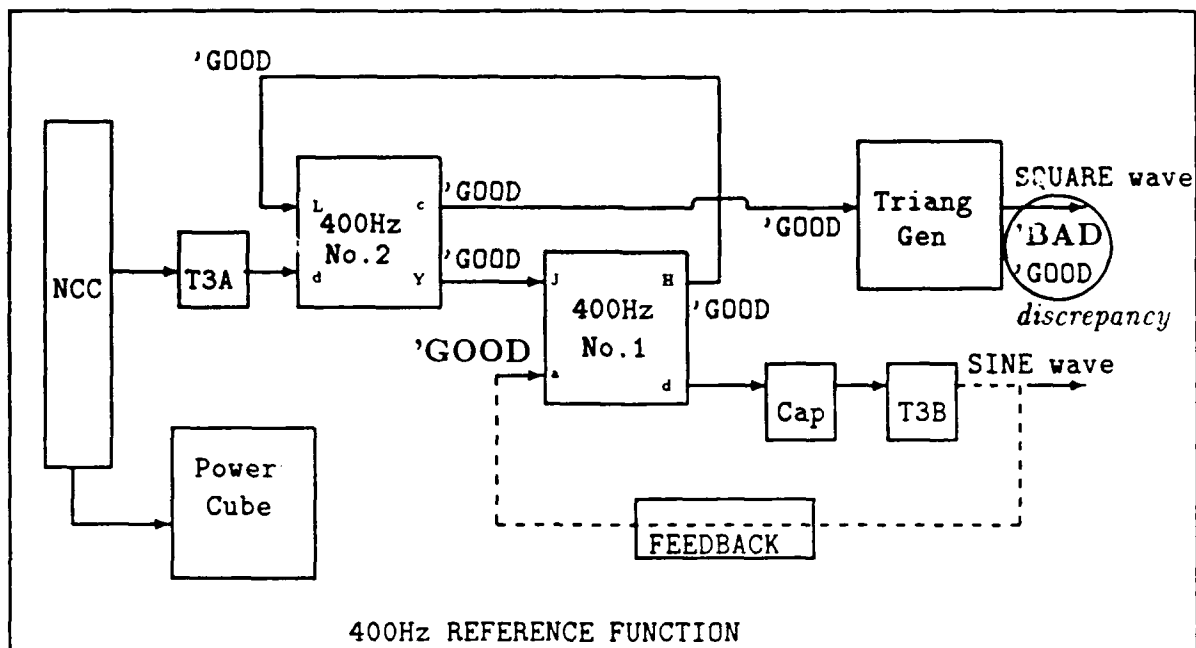 'GOOD
SQUARE wave
L
c
'GOOD
400Hz
No.2
d
Y
'GOOD
Triang
Gen
'GOOD
'BAD
'GOOD
discrepancy
NCC
T3A
J
H
400Hz
No.1
a
d
'GOOD
'GOOD
SINE wave
Cap
T3B
Power
Cube
FEEDBACK
400Hz REFERENCE FUNCTION